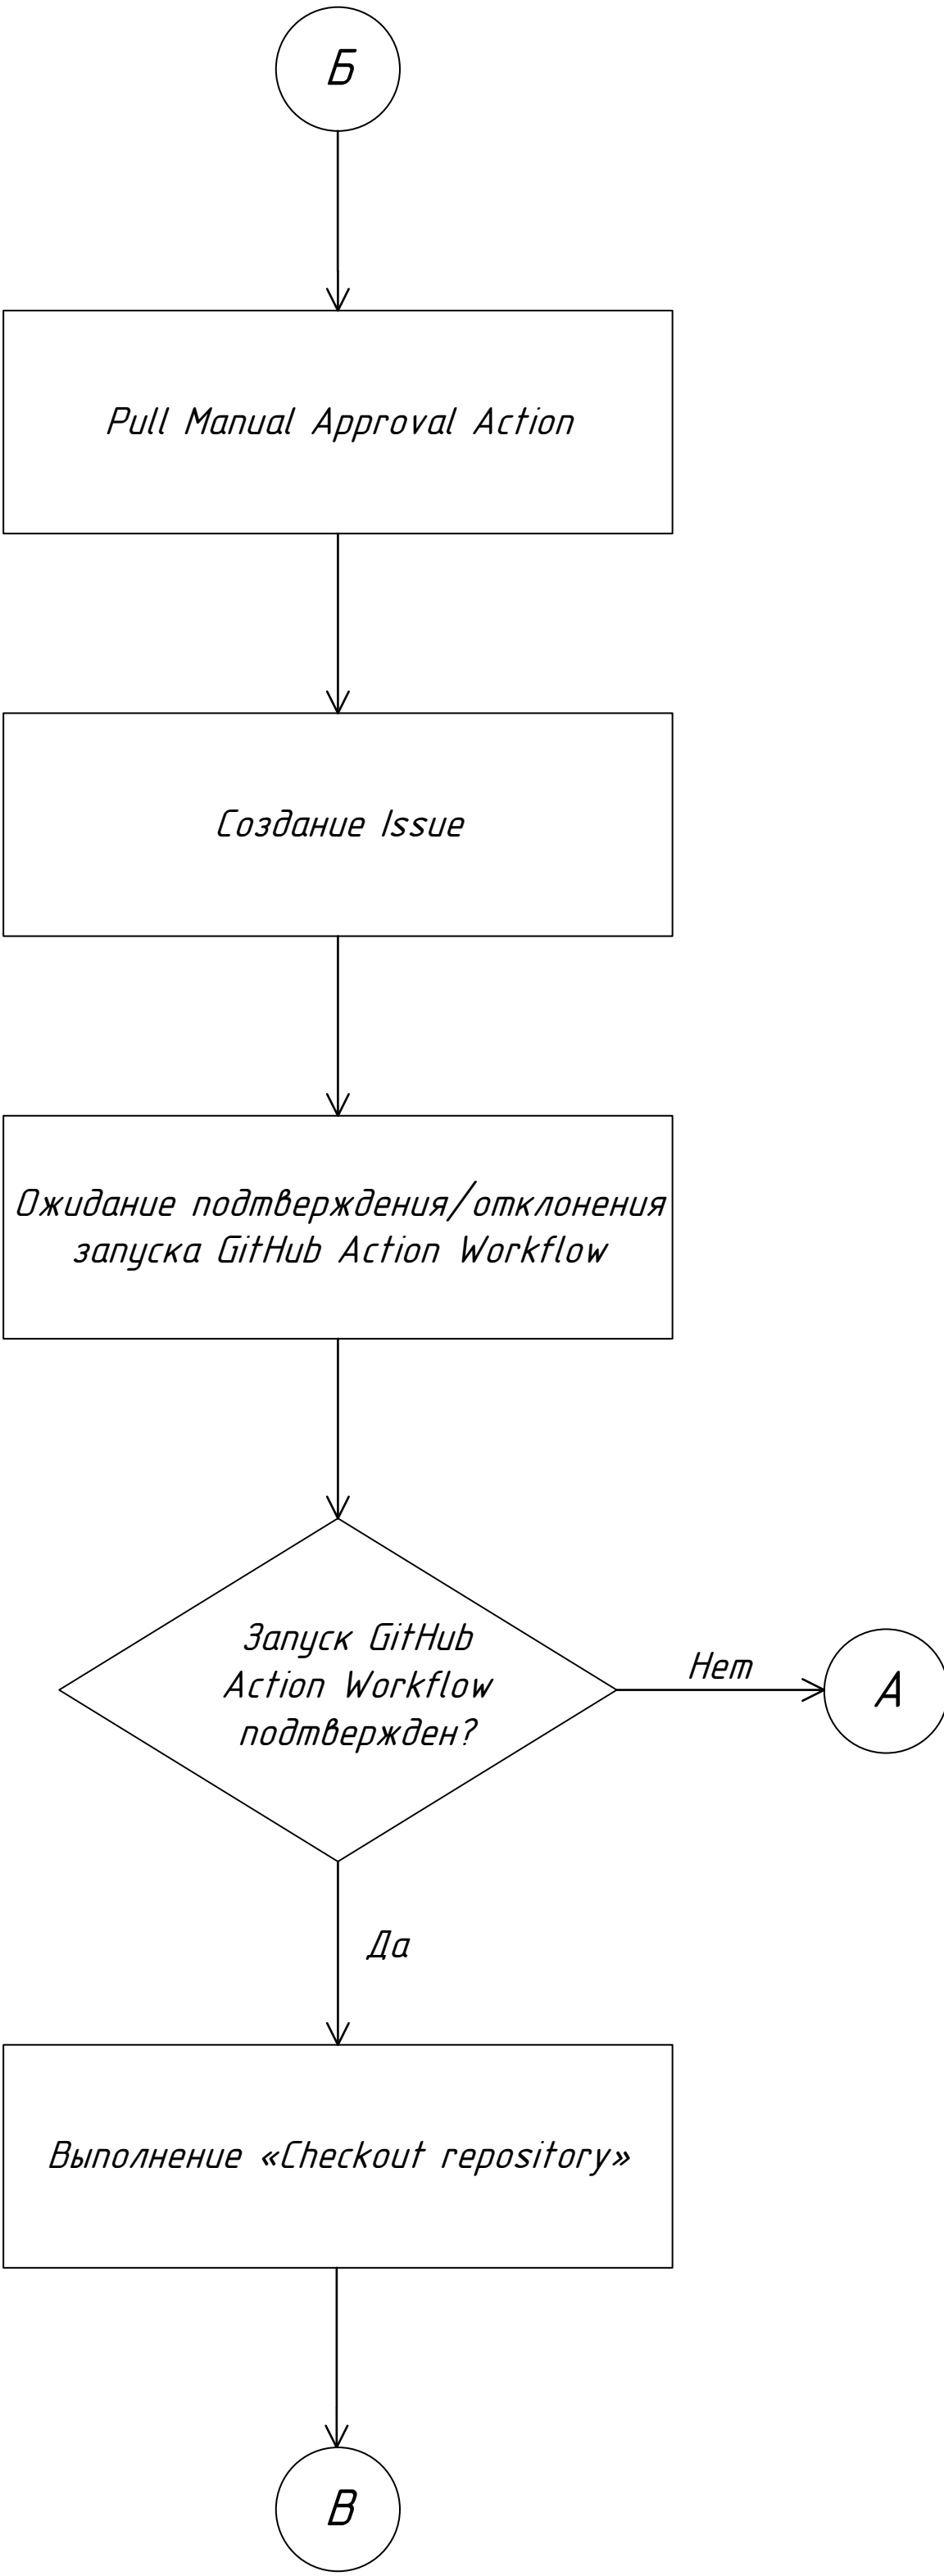 Б
Pull Manual Approval Action
Создание Issue
Ожидание подтверждения/отклонения
запуска GitHub Action Workflow
Запуск GitHub
Action Workflow
подтвержден?
Нет
А
Да
Выполнение «Checkout repository»
В